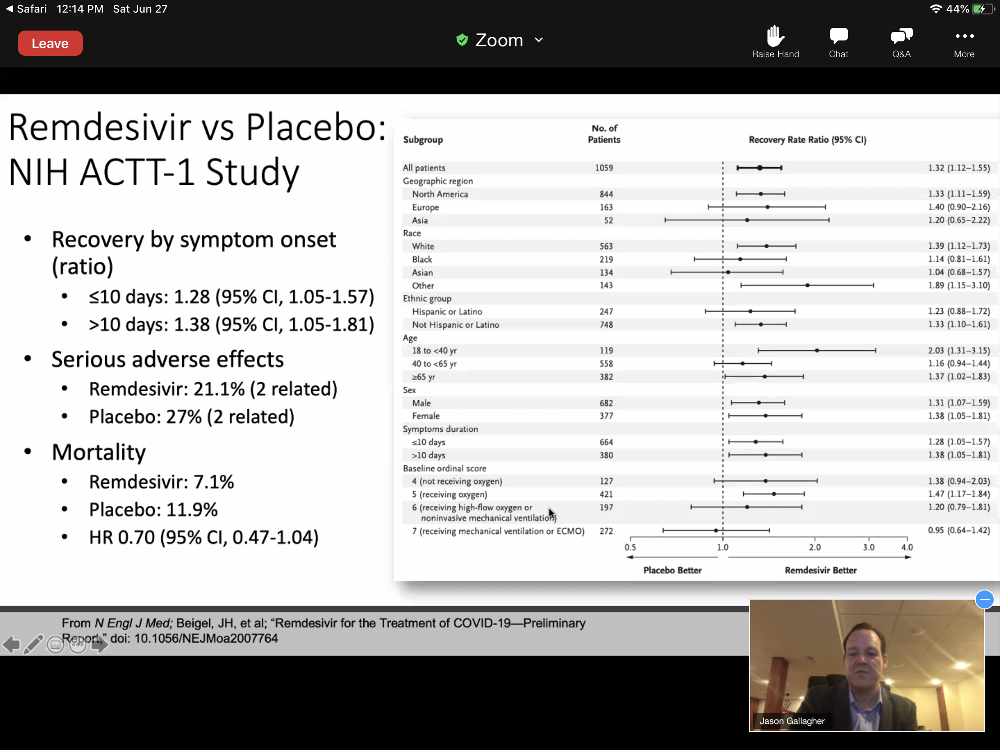 Safari 12:14 PM Sat Jun 27
44%
Leave
Zoom
Raise Hand
Chat
Q&A
More
Remdesivir vs Placebo:
NIH ACTT-1 Study
• Recovery by symptom onset
(ratio)
• ≤10 days: 1.28 (95% CI, 1.05-1.57)
• >10 days: 1.38 (95% CI, 1.05-1.81)
• Serious adverse effects
• Remdesivir: 21.1% (2 related)
• Placebo: 27% (2 related)
• Mortality
• Remdesivir: 7.1%
• Placebo: 11.9%
• HR 0.70 (95% CI, 0.47-1.04)
Subgroup No. of Patients Recovery Rate Ratio (95% CI)
All patients 1059 1.32 (1.12–1.55)
Geographic region
North America 844 1.33 (1.11–1.59)
Europe 163 1.40 (0.90–2.16)
Asia 52 1.20 (0.65–2.22)
Race
White 563 1.39 (1.12–1.73)
Black 219 1.14 (0.81–1.61)
Asian 134 1.04 (0.68–1.57)
Other 143 1.89 (1.15–3.10)
Ethnic group
Hispanic or Latino 247 1.23 (0.88–1.72)
Not Hispanic or Latino 748 1.33 (1.10–1.61)
Age
18 to <40 yr 119 2.03 (1.31–3.15)
40 to <65 yr 558 1.16 (0.94–1.44)
≥65 yr 382 1.37 (1.02–1.83)
Sex
Male 682 1.31 (1.07–1.59)
Female 377 1.38 (1.05–1.81)
Symptoms duration
≤10 days 664 1.28 (1.05–1.57)
>10 days 380 1.38 (1.05–1.81)
Baseline ordinal score
4 (not receiving oxygen) 127 1.38 (0.94–2.03)
5 (receiving oxygen) 421 1.47 (1.17–1.84)
6 (receiving high-flow oxygen or 197 1.20 (0.79–1.81)
noninvasive mechanical ventilation)
7 (receiving mechanical ventilation or ECMO) 272 0.95 (0.64–1.42)
0.5 1.0 2.0 3.0 4.0
Placebo Better Remdesivir Better
From N Engl J Med; Beigel, JH, et al; “Remdesivir for the Treatment of COVID-19—Preliminary
Report,” doi: 10.1056/NEJMoa2007764
Jason Gallagher